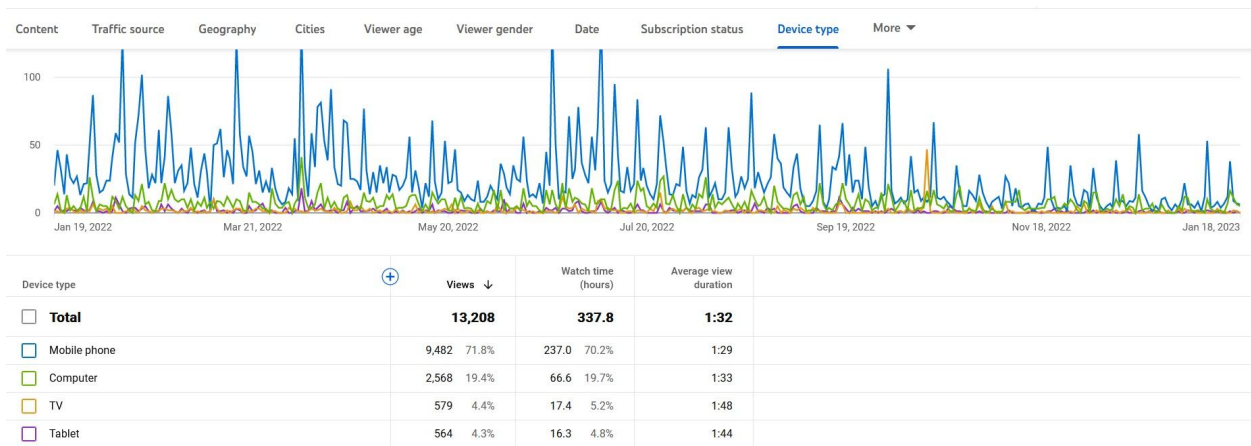 Content Traffic source Geography Cities Viewer age Viewer gender Date Subscription status Device type More
100
50
0
Jan 19, 2022 Mar 21, 2022 May 20, 2022 Jul 20, 2022 Sep 19, 2022 Nov 18, 2022 Jan 18, 2023
Device type Views Watch time (hours) Average view duration
Total 13,208 337.8 1:32
Mobile phone 9,482 71.8% 237.0 70.2% 1:29
Computer 2,568 19.4% 66.6 19.7% 1:33
TV 579 4.4% 17.4 5.2% 1:48
Tablet 564 4.3% 16.3 4.8% 1:44